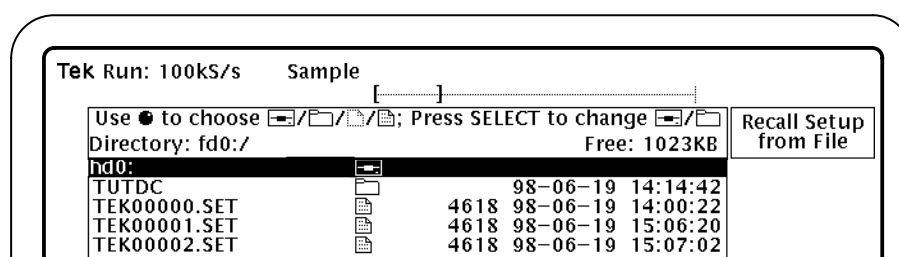 Tek Run: 100kS/s Sample
[ ]
Use to choose / / / ; Press SELECT to change /
Directory: fd0:/ Free: 1023KB
Recall Setup
from File
hd0:
TUTDC 98-06-19 14:14:42
TEK00000.SET 4618 98-06-19 14:00:22
TEK00001.SET 4618 98-06-19 15:06:20
TEK00002.SET 4618 98-06-19 15:07:02